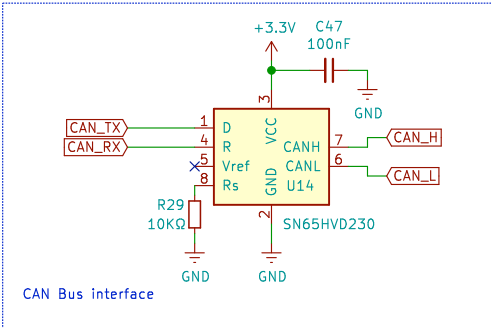 +3.3V
C47
100nF
GND
3
VCC
CAN_TX
1
D
CAN_RX
4
R
CANH
7
CAN_H
5
Vref
CANL
6
CAN_L
8
Rs
GND
U14
2
SN65HVD230
R29
10KΩ
GND
GND
CAN Bus interface